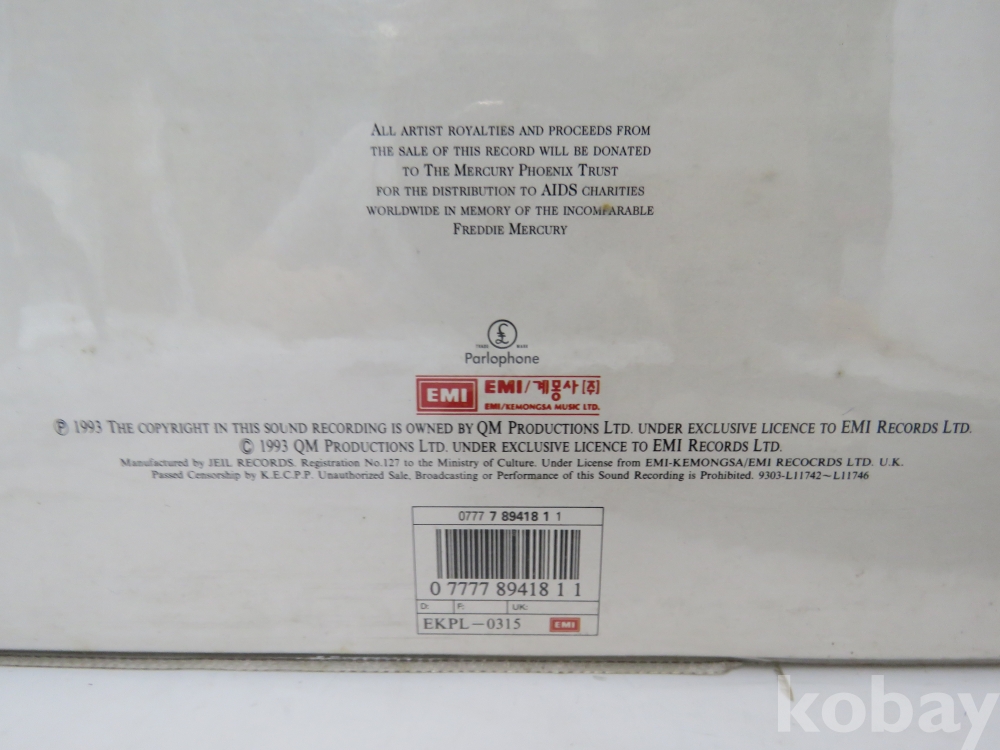 ALL ARTIST ROYALTIES AND PROCEEDS FROM
THE SALE OF THIS RECORD WILL BE DONATED
TO THE MERCURY PHOENIX TRUST
FOR THE DISTRIBUTION TO AIDS CHARITIES
WORLDWIDE IN MEMORY OF THE INCOMPARABLE
FREDDIE MERCURY
£
TRADE MARK
Parlophone
EMI EMI/계몽사[주]
EMI/KEMONGSA MUSIC LTD.
℗ 1993 THE COPYRIGHT IN THIS SOUND RECORDING IS OWNED BY QM PRODUCTIONS LTD. UNDER EXCLUSIVE LICENCE TO EMI RECORDS LTD.
© 1993 QM PRODUCTIONS LTD. UNDER EXCLUSIVE LICENCE TO EMI RECORDS LTD.
Manufactured by JEIL RECORDS. Registration No.127 to the Ministry of Culture. Under License from EMI-KEMONGSA/EMI RECOCRDS LTD. U.K.
Passed Censorship by K.E.C.P.P. Unauthorized Sale, Broadcasting or Performance of this Sound Recording is Prohibited. 9303-L11742~L11746
0777 7 89418 1 1
0 7777 89418 1 1
D: F: UK:
EKPL-0315 EMI
kobay